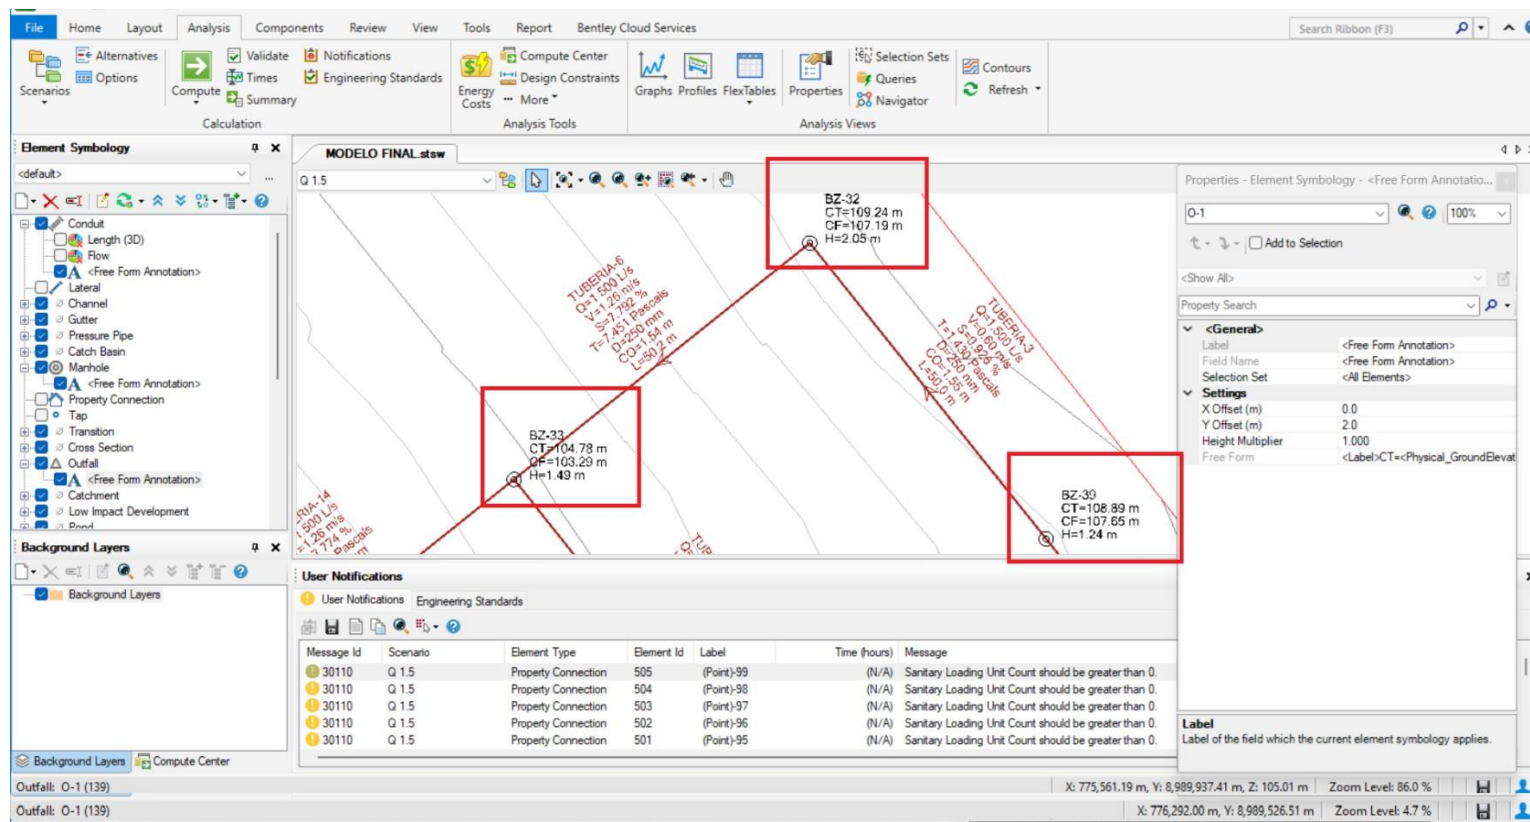 File Home Layout Analysis Components Review View Tools Report Bentley Cloud Services Search Ribbon (F3)
Scenarios
Alternatives
Options
Compute
Validate
Times
Summary
Notifications
Engineering Standards
Calculation
Energy Costs
Compute Center
Design Constraints
More
Analysis Tools
Graphs Profiles FlexTables
Properties
Selection Sets
Queries
Navigator
Contours
Refresh
Analysis Views
Element Symbology
<default>
...
Conduit
Length (3D)
Flow
<Free Form Annotation>
Lateral
Channel
Gutter
Pressure Pipe
Catch Basin
Manhole
<Free Form Annotation>
Property Connection
Tap
Transition
Cross Section
Outfall
<Free Form Annotation>
Catchment
Low Impact Development
Pond
Background Layers
Background Layers
Background Layers Compute Center
MODELO FINAL.stsw
Q 1.5
BZ-32
CT=109.24 m
CF=107.19 m
H=2.05 m
TUBERIA-6
Q=1.500 L/s
V=1.26 m/s
S=7.792 %
T=7.451 Pascals
D=250 mm
CO=1.54 m
L=50.2 m
TUBERIA-3
Q=1.500 L/s
V=0.60 m/s
S=0.926 %
T=1.430 Pascals
D=250 mm
CO=1.55 m
L=50.0 m
BZ-33
CT=104.78 m
CF=103.29 m
H=1.49 m
BZ-39
CT=108.89 m
CF=107.65 m
H=1.24 m
User Notifications
User Notifications Engineering Standards
Message Id Scenario Element Type Element Id Label Time (hours) Message
30110 Q 1.5 Property Connection 505 (Point)-99 (N/A) Sanitary Loading Unit Count should be greater than 0.
30110 Q 1.5 Property Connection 504 (Point)-98 (N/A) Sanitary Loading Unit Count should be greater than 0.
30110 Q 1.5 Property Connection 503 (Point)-97 (N/A) Sanitary Loading Unit Count should be greater than 0.
30110 Q 1.5 Property Connection 502 (Point)-96 (N/A) Sanitary Loading Unit Count should be greater than 0.
30110 Q 1.5 Property Connection 501 (Point)-95 (N/A) Sanitary Loading Unit Count should be greater than 0.
Properties - Element Symbology - <Free Form Annotatio...
O-1 100%
Add to Selection
<Show All>
Property Search
<General>
Label <Free Form Annotation>
Field Name <Free Form Annotation>
Selection Set <All Elements>
Settings
X Offset (m) 0.0
Y Offset (m) 2.0
Height Multiplier 1.000
Free Form <Label>CT=<Physical_GroundElevat
Label
Label of the field which the current element symbology applies.
Outfall: O-1 (139) X: 775,561.19 m, Y: 8,989,937.41 m, Z: 105.01 m Zoom Level: 86.0 %
Outfall: O-1 (139) X: 776,292.00 m, Y: 8,989,526.51 m Zoom Level: 4.7 %